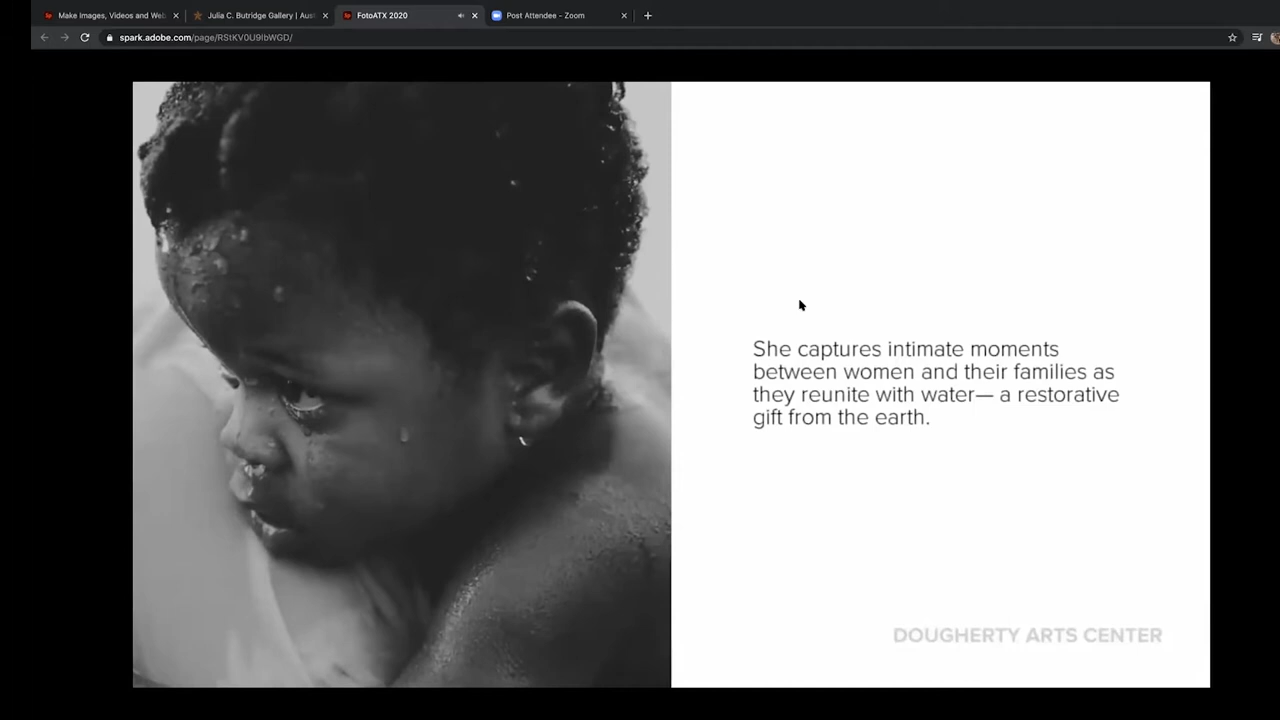 Make Images, Videos and Web
Julia C. Butridge Gallery | Aust
FotoATX 2020
Post Attendee - Zoom
spark.adobe.com/page/RStKV0U9lbWGD/
She captures intimate moments
between women and their families as
they reunite with water— a restorative
gift from the earth.
DOUGHERTY ARTS CENTER